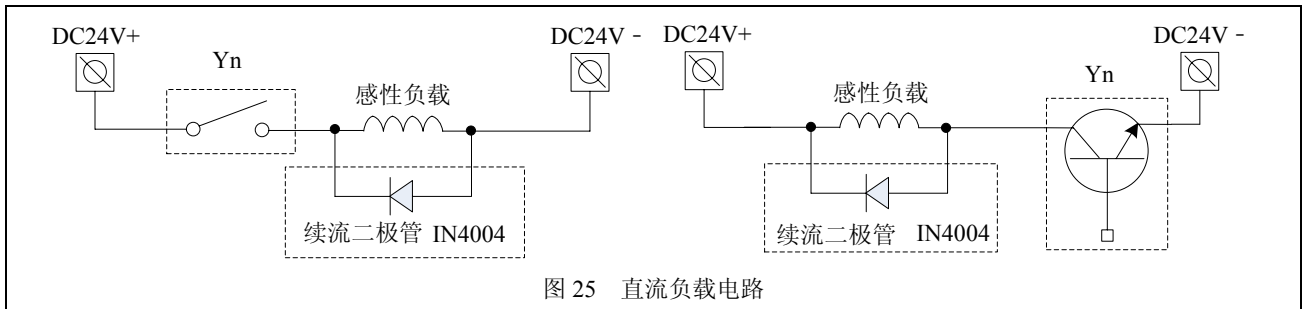 DC24V+
Yn
感性负载
DC24V -
续流二极管 IN4004
DC24V+
感性负载
Yn
DC24V -
续流二极管 IN4004
图 25 直流负载电路